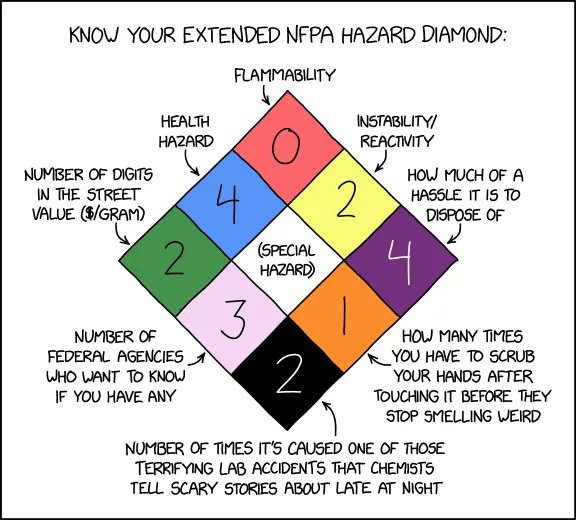 KNOW YOUR EXTENDED NFPA HAZARD DIAMOND:
FLAMMABILITY
HEALTH
HAZARD
INSTABILITY/
REACTIVITY
0
NUMBER OF DIGITS
IN THE STREET
VALUE ($/GRAM)
HOW MUCH OF A
HASSLE IT IS TO
DISPOSE OF
4
2
2
(SPECIAL
HAZARD)
4
3
1
NUMBER OF
FEDERAL AGENCIES
WHO WANT TO KNOW
IF YOU HAVE ANY
HOW MANY TIMES
YOU HAVE TO SCRUB
YOUR HANDS AFTER
TOUCHING IT BEFORE THEY
STOP SMELLING WEIRD
2
NUMBER OF TIMES IT'S CAUSED ONE OF THOSE
TERRIFYING LAB ACCIDENTS THAT CHEMISTS
TELL SCARY STORIES ABOUT LATE AT NIGHT